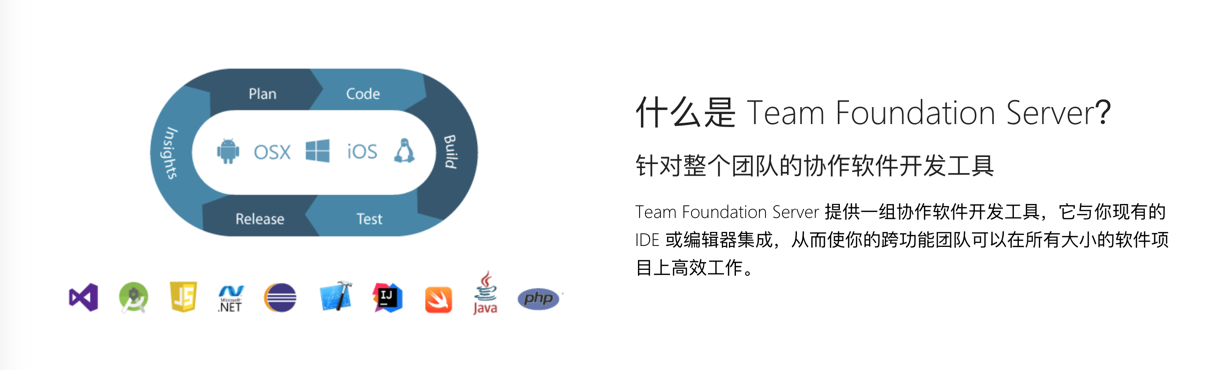 Plan
Code
Insights
OSX
iOS
Build
Release
Test
JS
Microsoft
.NET
IJ
Java
php
什么是 Team Foundation Server?
针对整个团队的协作软件开发工具
Team Foundation Server 提供一组协作软件开发工具，它与你现有的
IDE 或编辑器集成，从而使你的跨功能团队可以在所有大小的软件项
目上高效工作。